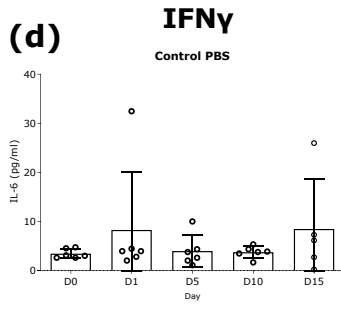 IFNγ
(d)
Control PBS
40
30
20
10
0
IL-6 (pg/ml)
D0 D1 D5 D10 D15
Day